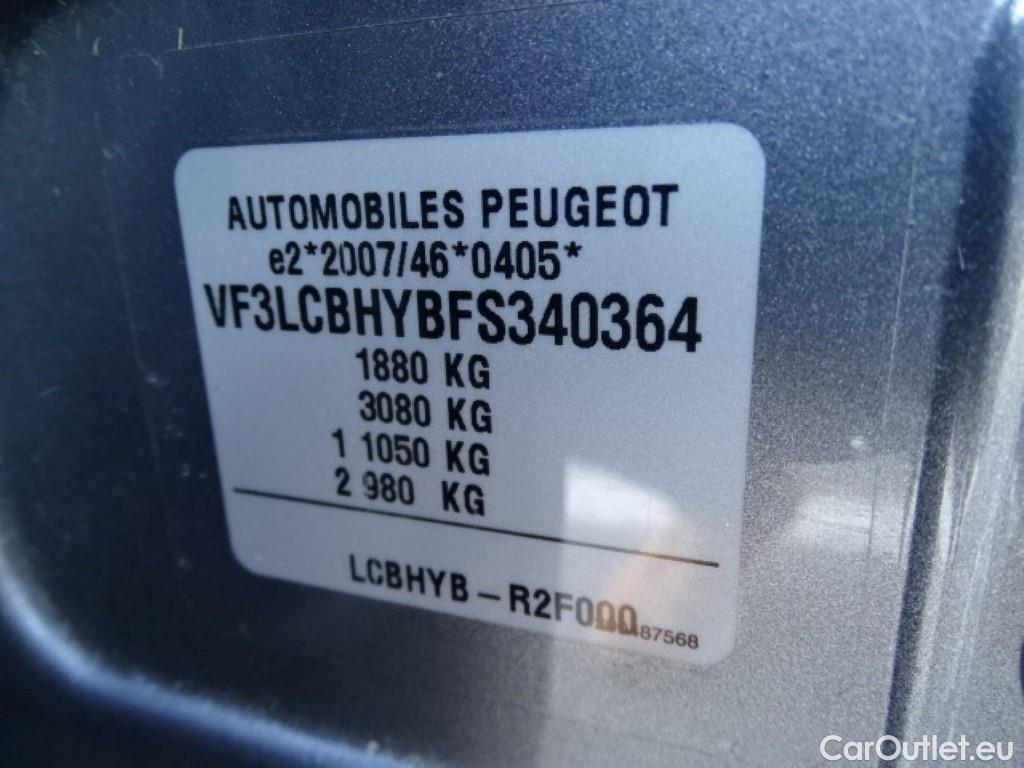 AUTOMOBILES PEUGEOT
e2*2007/46*0405*
VF3LCBHYBFS340364
1880 KG
3080 KG
1 1050 KG
2 980 KG
LCBHYB – R2F000
87568
CarOutlet.eu